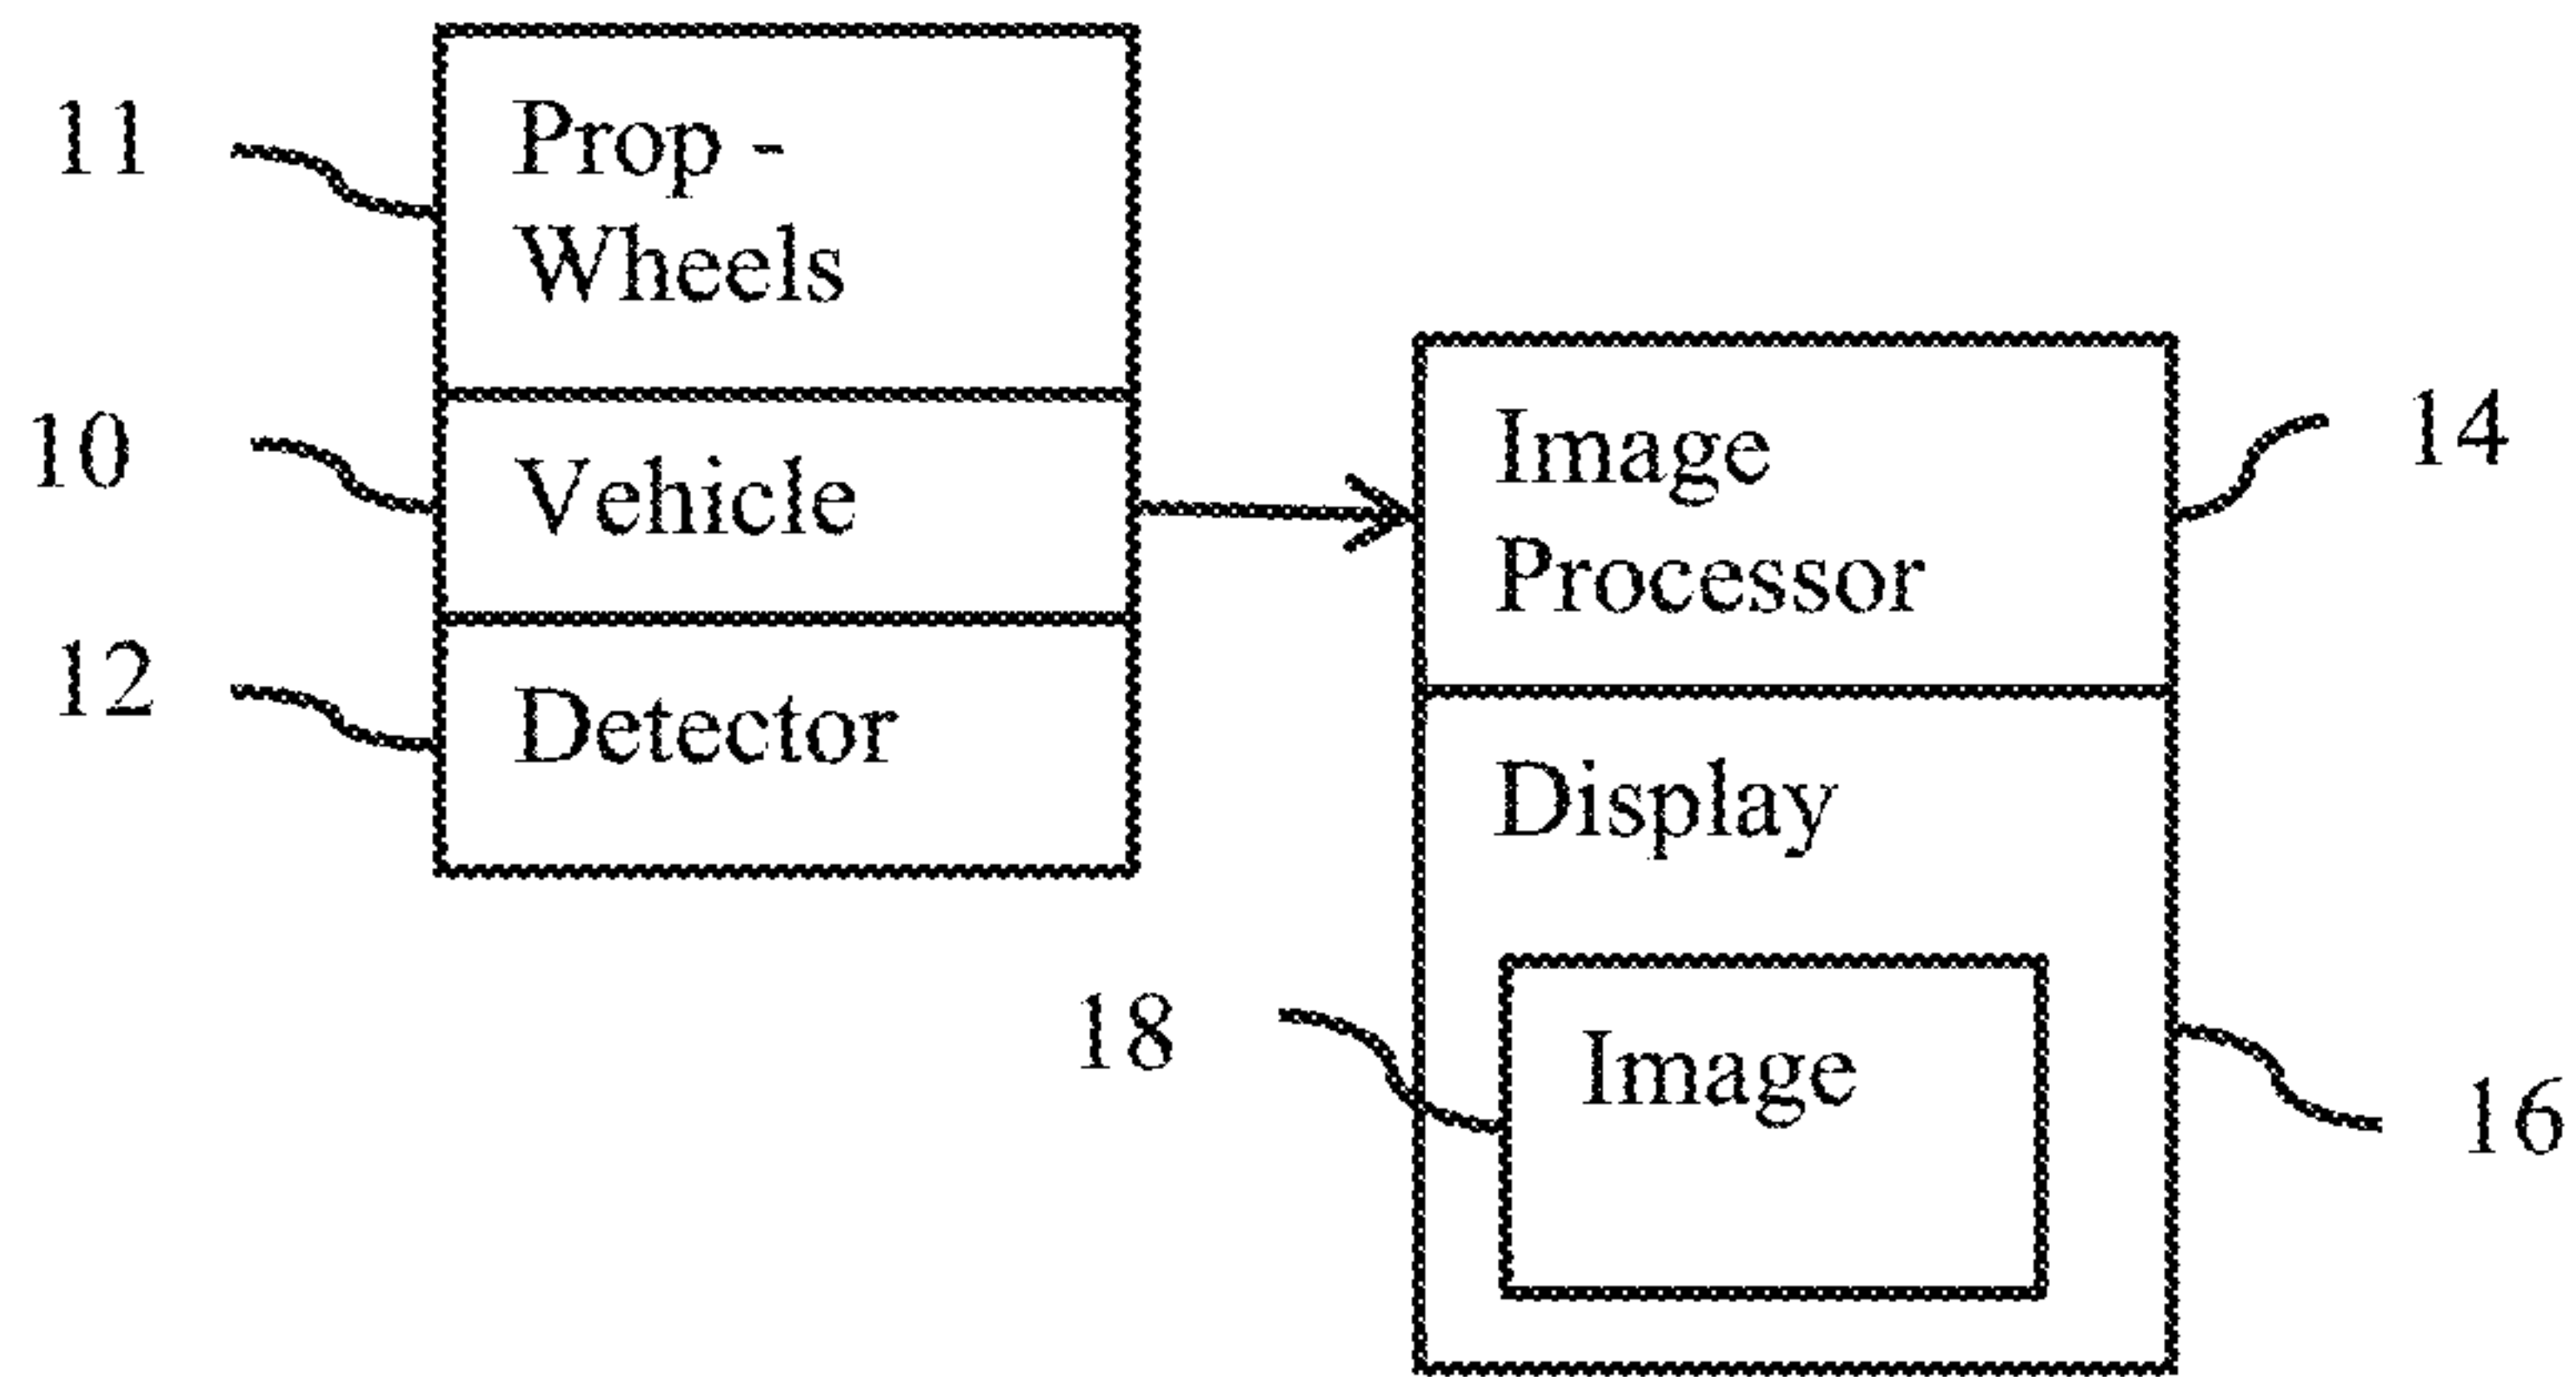 11
Prop -
Wheels
10
Vehicle
12
Detector
Image
Processor
14
Display
18
Image
16